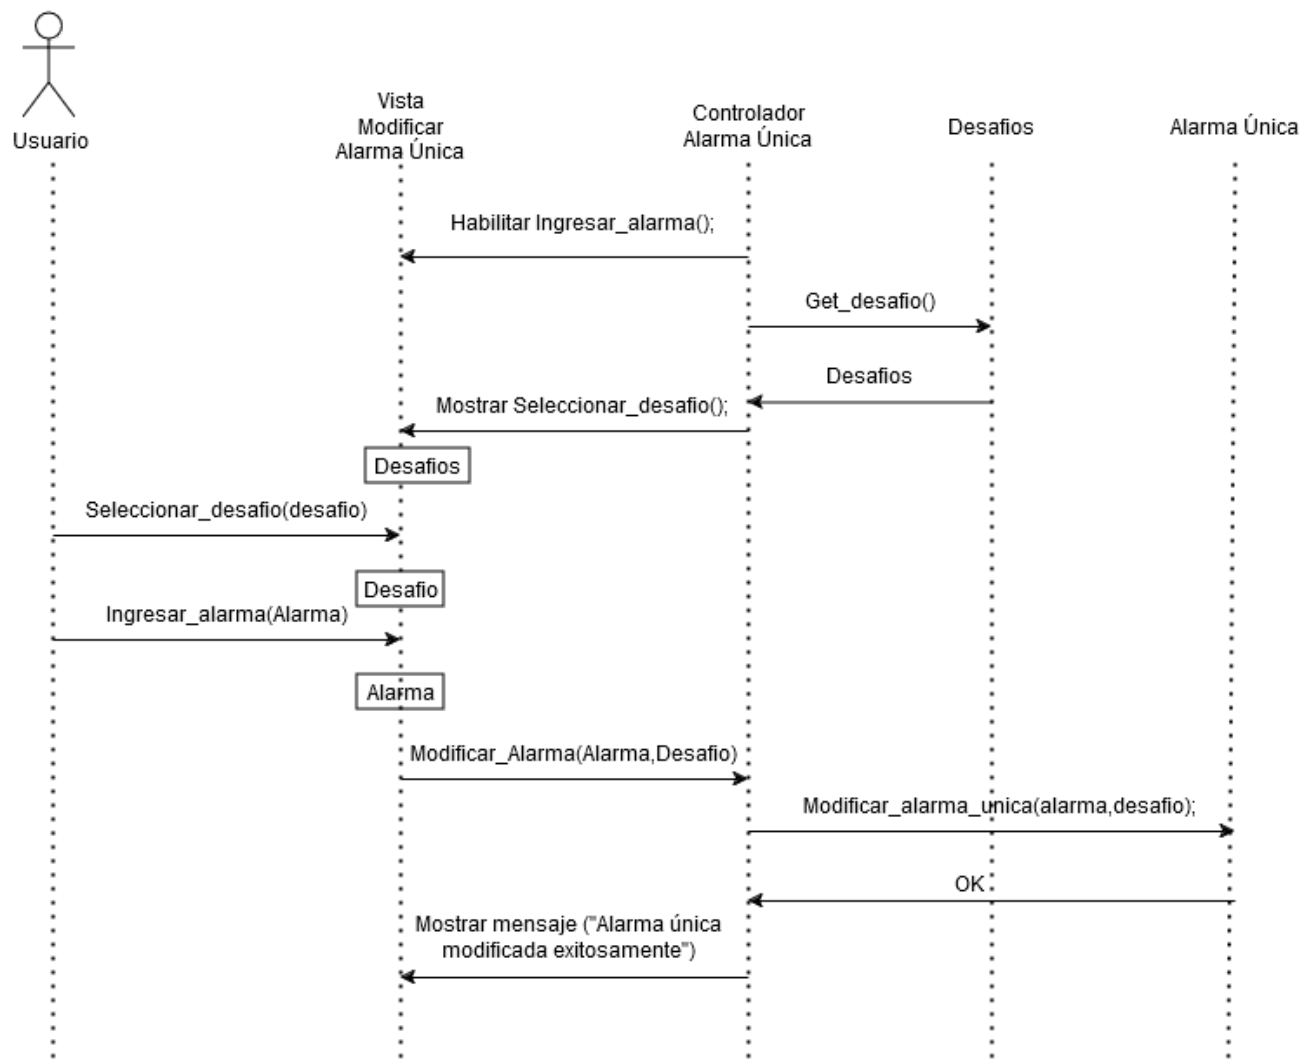 Usuario
Vista
Modificar
Alarma Única
Controlador
Alarma Única
Desafios
Alarma Única
Habilitar Ingresar_alarma();
Get_desafio()
Desafios
Mostrar Seleccionar_desafio();
Desafios
Seleccionar_desafio(desafio)
Desafio
Ingresar_alarma(Alarma)
Alarma
Modificar_Alarma(Alarma,Desafio)
Modificar_alarma_unica(alarma,desafio);
OK
Mostrar mensaje ("Alarma única
modificada exitosamente")